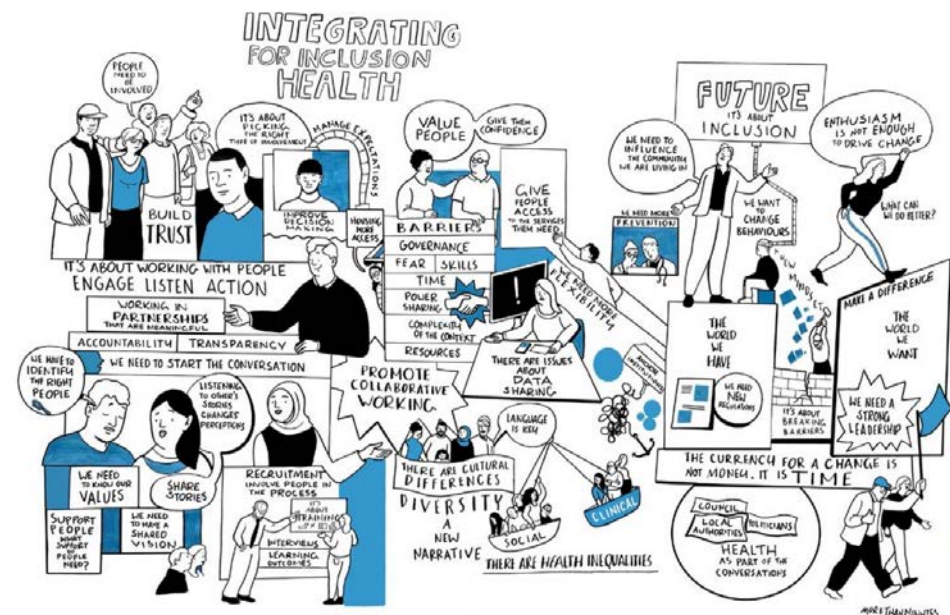 INTEGRATING
FOR INCLUSION
HEALTH
PEOPLE
NEED TO
BE
INVOLVED
IT'S ABOUT
PICKING
THE RIGHT
TYPE OF INVOLVEMENT
MANAGE EXPECTATIONS
BUILD
TRUST
IMPROVE
DECISION
MAKING
HOUSING
MORE
ACCESS
IT'S ABOUT WORKING WITH PEOPLE
ENGAGE LISTEN ACTION
WORKING IN
PARTNERSHIPS
THAT ARE MEANINGFUL
ACCOUNTABILITY
TRANSPARENCY
WE NEED TO START THE CONVERSATION
WE HAVE TO
IDENTIFY
THE RIGHT
PEOPLE
LISTENING
TO OTHER'S
STORIES
CHANGES
PERCEPTIONS
WE NEED
TO KNOW OUR
VALUES
SHARE
STORIES
SUPPORT
PEOPLE
WHAT
SUPPORT
DO
PEOPLE
NEED?
WE NEED
TO HAVE A
SHARED
VISION
RECRUITMENT
INVOLVE PEOPLE IN
THE PROCESS
IT'S
ABOUT
TRAINING
INTERVIEWS
LEARNING
OUTCOMES
VALUE
PEOPLE
GIVE THEM
CONFIDENCE
BARRIERS
GOVERNANCE
FEAR
SKILLS
TIME
POWER
SHARING
COMPLEXITY
OF THE CONTEXT
RESOURCES
GIVE
PEOPLE
ACCESS
TO THE SERVICES
THEM NEED
WE NEED MORE
FLEXIBILITY
THERE ARE ISSUES
ABOUT
DATA
SHARING
ANCHOR
INSTITUTIONS
PROMOTE
COLLABORATIVE
WORKING
LANGUAGE
IS KEY
THERE ARE CULTURAL
DIFFERENCES
DIVERSITY
A
NEW
NARRATIVE
SOCIAL
CLINICAL
THERE ARE HEALTH INEQUALITIES
FUTURE
IT'S ABOUT
INCLUSION
WE NEED TO
INFLUENCE
THE COMMUNITY
WE ARE LIVING IN
WE NEED MORE
PREVENTION
WE WANT
TO
CHANGE
BEHAVIOURS
ENTHUSIASM
IS NOT ENOUGH
TO DRIVE CHANGE
WHAT CAN
WE DO BETTER?
NEW
MINDSET
THE
WORLD
WE
HAVE
WE NEED
NEW
REGULATIONS
IT'S ABOUT
BREAKING
BARRIERS
MAKE A DIFFERENCE
THE
WORLD
WE
WANT
WE NEED A
STRONG
LEADERSHIP
THE CURRENCY FOR A CHANGE IS
NOT MONEY. IT IS TIME
COUNCIL
LOCAL
AUTHORITIES
POLITICIANS
HEALTH
AS PART OF THE
CONVERSATIONS
MORETHANMINUTES